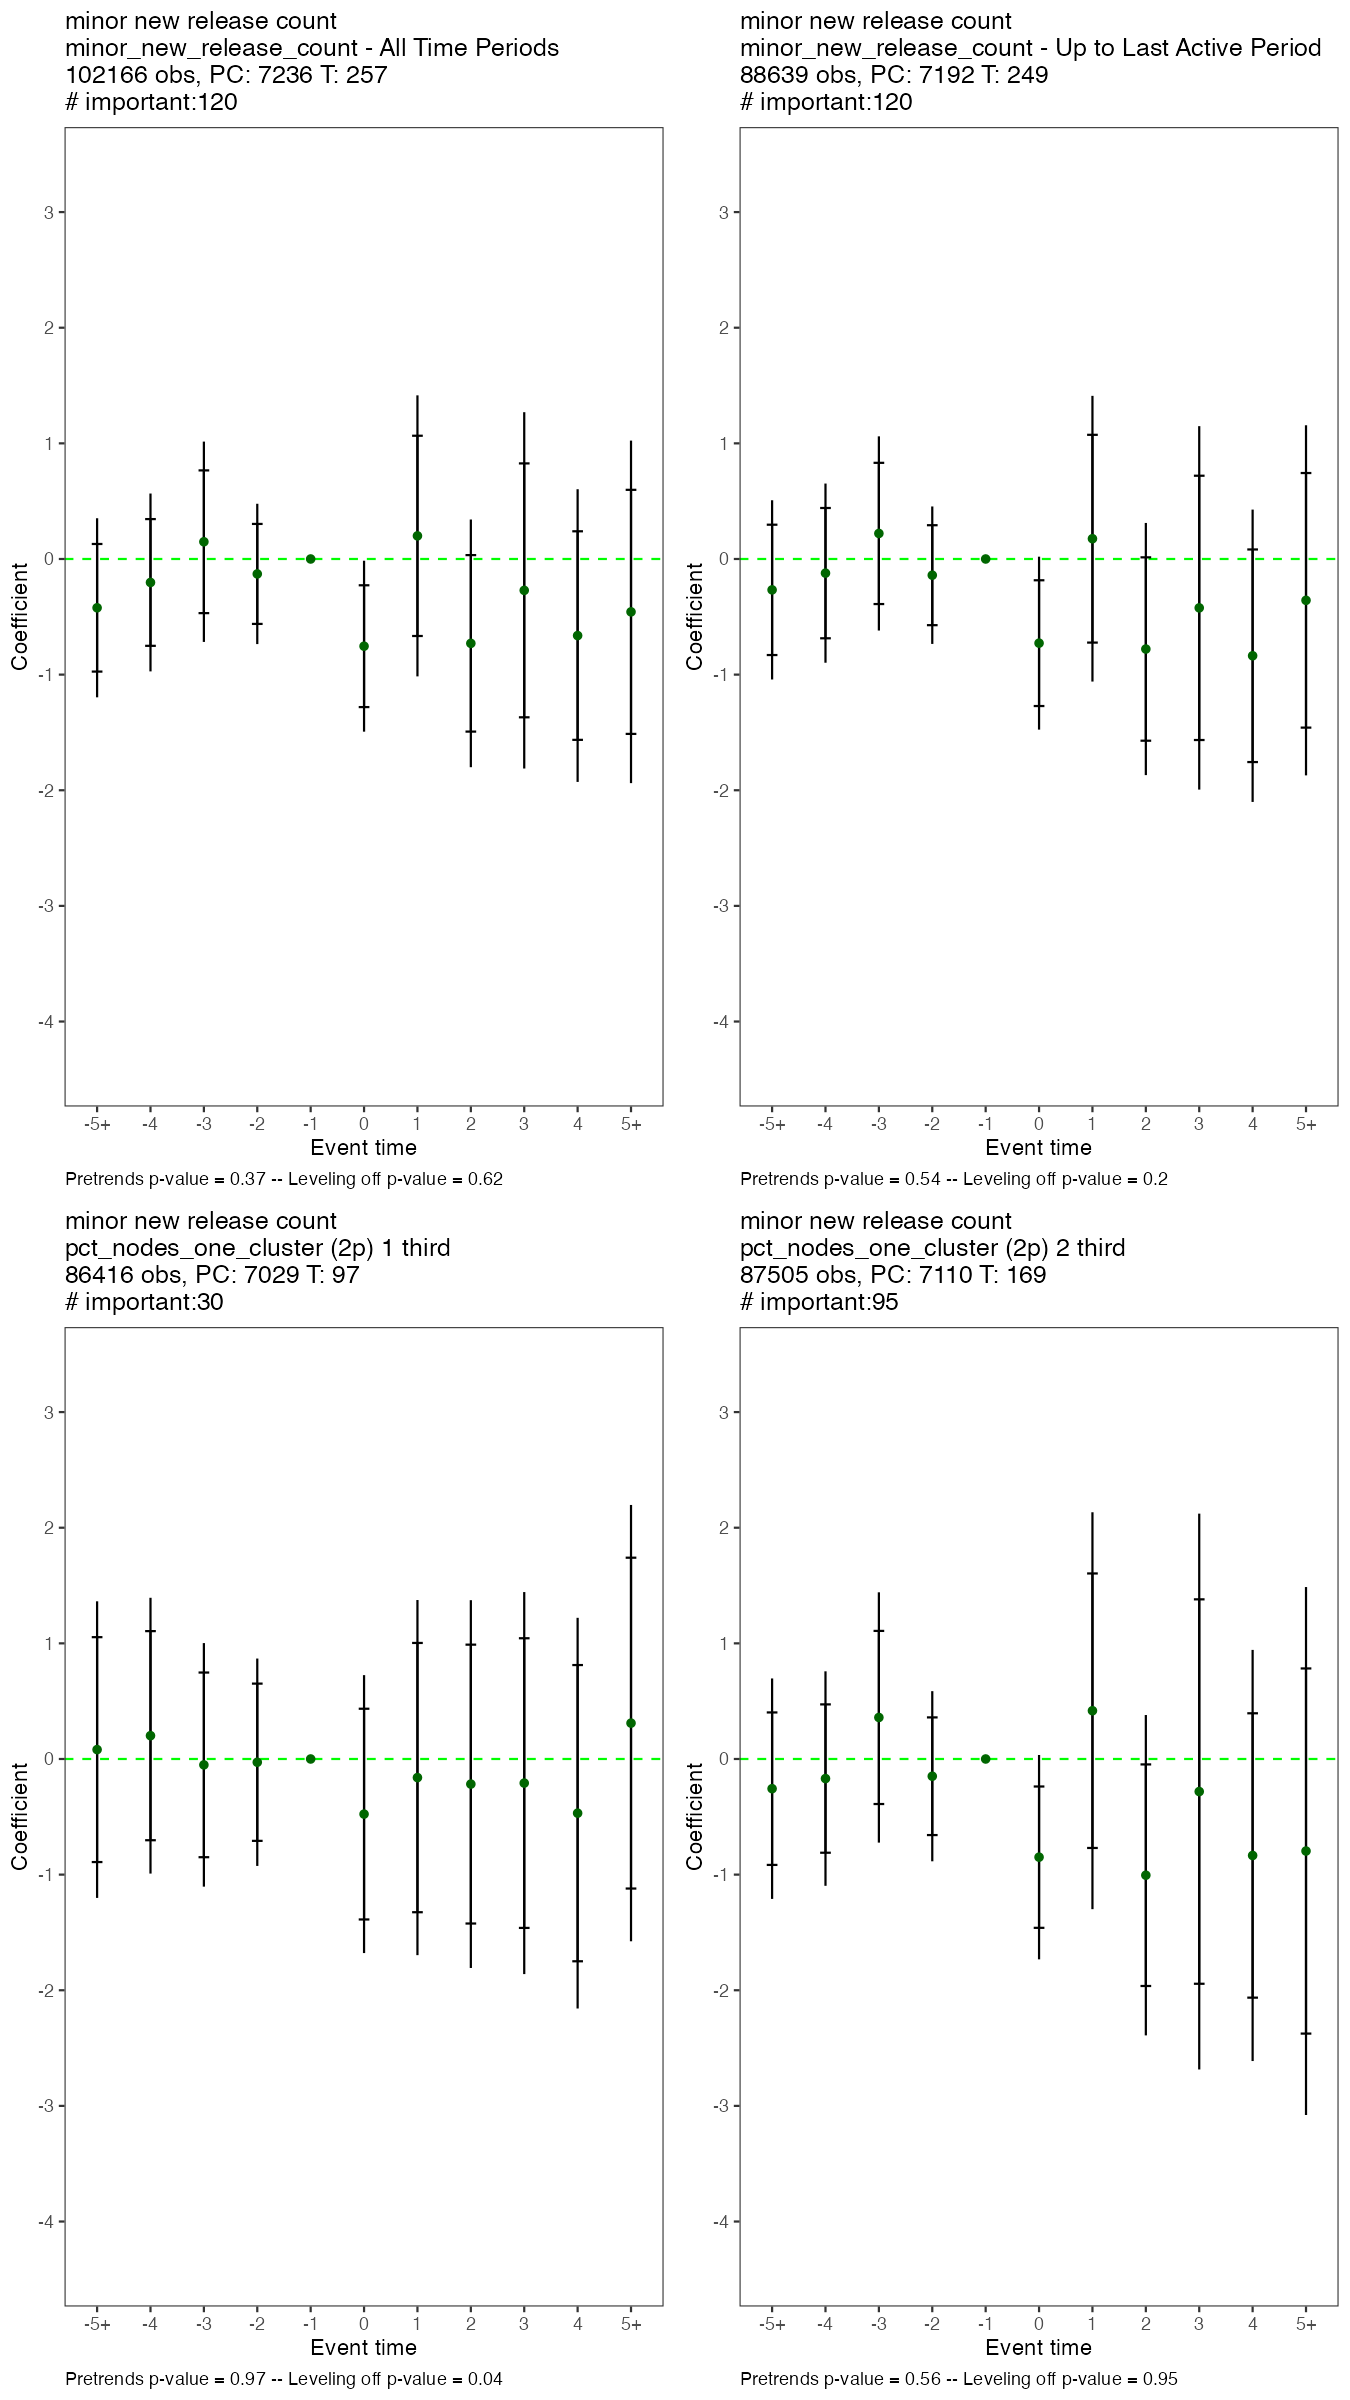 minor new release count
minor_new_release_count - All Time Periods
102166 obs, PC: 7236 T: 257
# important:120
3
2
1
0
-1
-2
-3
-4
Coefficient
-5+ -4 -3 -2 -1 0 1 2 3 4 5+
Event time
Pretrends p-value = 0.37 -- Leveling off p-value = 0.62
minor new release count
minor_new_release_count - Up to Last Active Period
88639 obs, PC: 7192 T: 249
# important:120
3
2
1
0
-1
-2
-3
-4
Coefficient
-5+ -4 -3 -2 -1 0 1 2 3 4 5+
Event time
Pretrends p-value = 0.54 -- Leveling off p-value = 0.2
minor new release count
pct_nodes_one_cluster (2p) 1 third
86416 obs, PC: 7029 T: 97
# important:30
3
2
1
0
-1
-2
-3
-4
Coefficient
-5+ -4 -3 -2 -1 0 1 2 3 4 5+
Event time
Pretrends p-value = 0.97 -- Leveling off p-value = 0.04
minor new release count
pct_nodes_one_cluster (2p) 2 third
87505 obs, PC: 7110 T: 169
# important:95
3
2
1
0
-1
-2
-3
-4
Coefficient
-5+ -4 -3 -2 -1 0 1 2 3 4 5+
Event time
Pretrends p-value = 0.56 -- Leveling off p-value = 0.95